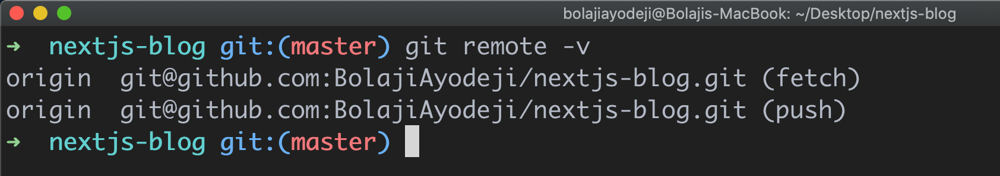 bolajiayodeji@Bolajis-MacBook: ~/Desktop/nextjs-blog
➜  nextjs-blog git:(master) git remote -v
origin  git@github.com:BolajiAyodeji/nextjs-blog.git (fetch)
origin  git@github.com:BolajiAyodeji/nextjs-blog.git (push)
➜  nextjs-blog git:(master)